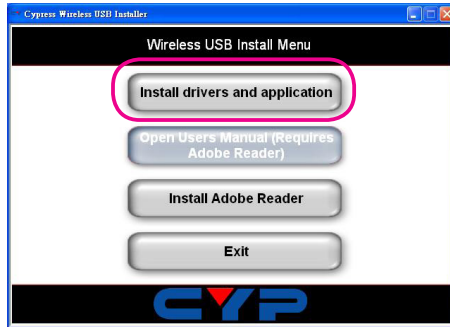 Cypress Wireless USB Installer
Wireless USB Install Menu
Install drivers and application
Open Users Manual (Requires
Adobe Reader)
Install Adobe Reader
Exit
CYP